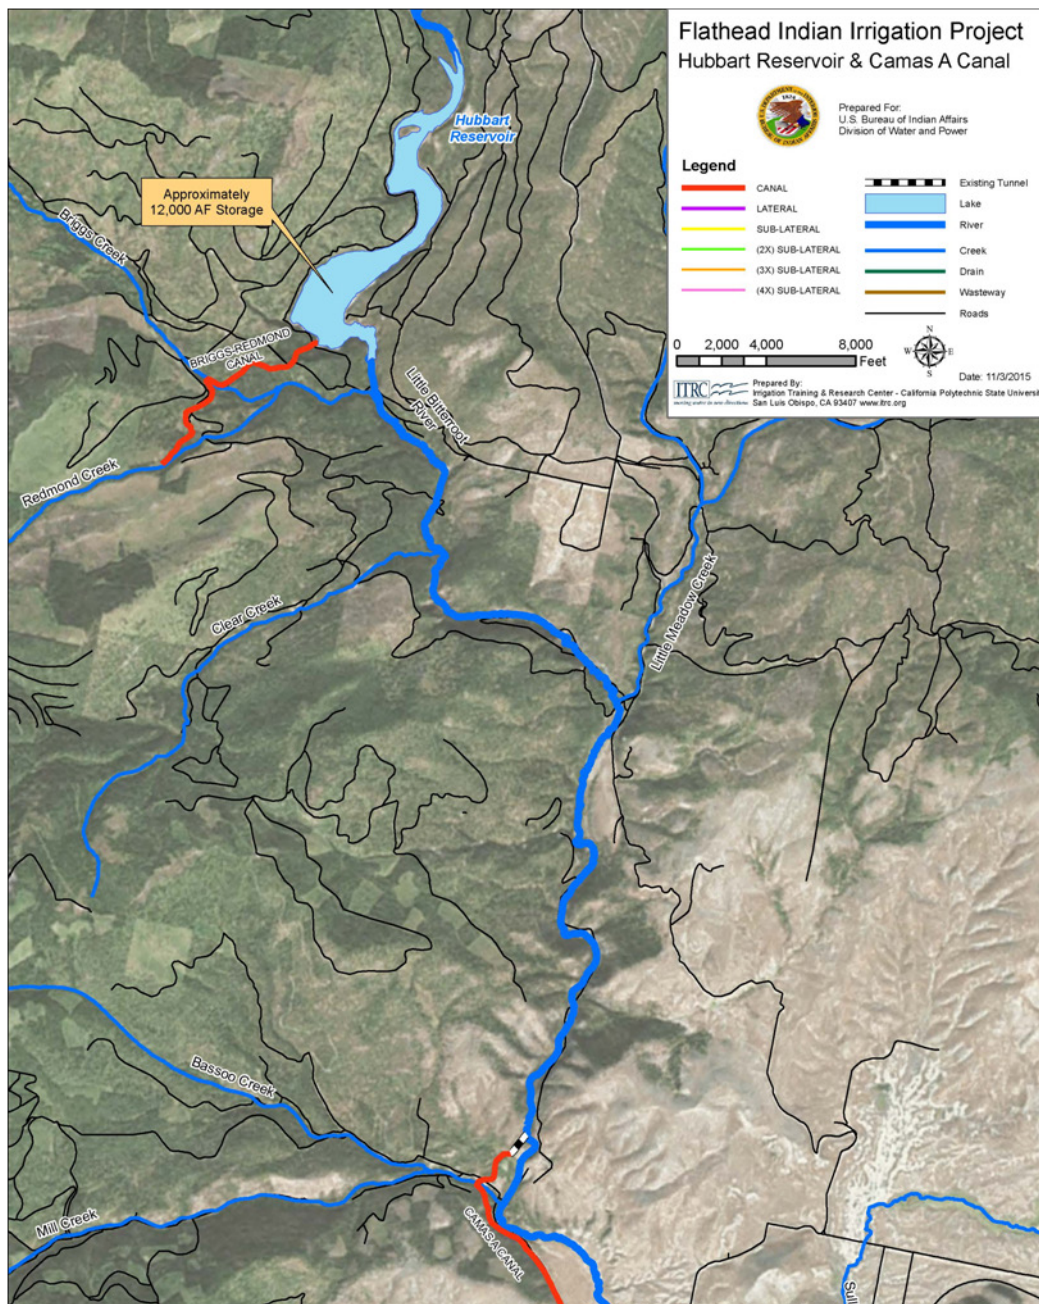 Flathead Indian Irrigation Project
Hubbart Reservoir & Camas A Canal
Prepared For:
U.S. Bureau of Indian Affairs
Division of Water and Power
Legend
CANAL
LATERAL
SUB-LATERAL
(2X) SUB-LATERAL
(3X) SUB-LATERAL
(4X) SUB-LATERAL
Existing Tunnel
Lake
River
Creek
Drain
Wasteway
Roads
0 2,000 4,000 8,000
Feet
N
W E
S
Date: 11/3/2015
ITRC
Prepared By:
Irrigation Training & Research Center - California Polytechnic State Universit
San Luis Obispo, CA 93407 www.itrc.org
Hubbart
Reservoir
Approximately
12,000 AF Storage
Briggs Creek
BRIGGS-REDMOND
CANAL
Little Bitterroot
River
Redmond Creek
Clear Creek
Little Meadow Creek
Bassoo Creek
Mill Creek
CAMAS A CANAL
Sull